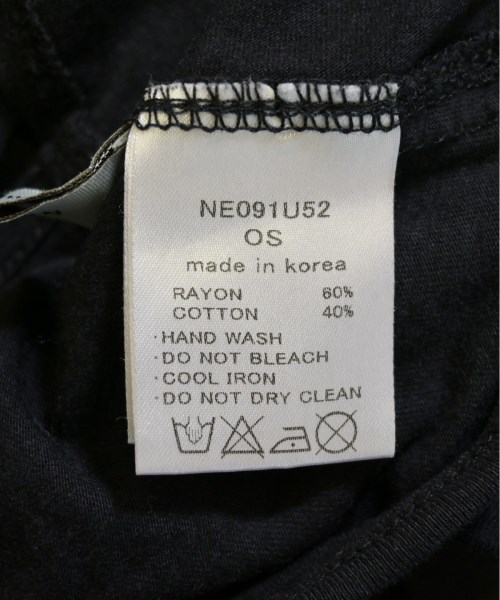 NE091U52
OS
made in korea
RAYON 60%
COTTON 40%
·HAND WASH
·DO NOT BLEACH
·COOL IRON
·DO NOT DRY CLEAN